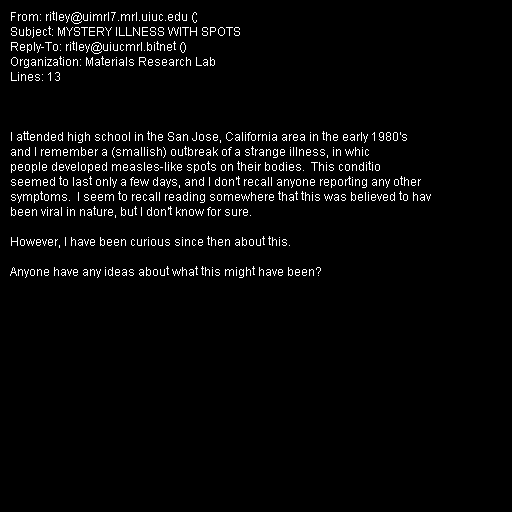 From: ritley@uimrl7.mrl.uiuc.edu ()
Subject: MYSTERY ILLNESS WITH SPOTS
Reply-To: ritley@uiucmrl.bitnet ()
Organization: Materials Research Lab
Lines: 13

I attended high school in the San Jose, California area in the early 1980's
and I remember a (smallish) outbreak of a strange illness, in whic
people developed measles-like spots on their bodies.  This conditio
seemed to last only a few days, and I don't recall anyone reporting any other
symptoms.  I seem to recall reading somewhere that this was believed to hav
been viral in nature, but I don't know for sure.

However, I have been curious since then about this.

Anyone have any ideas about what this might have been?